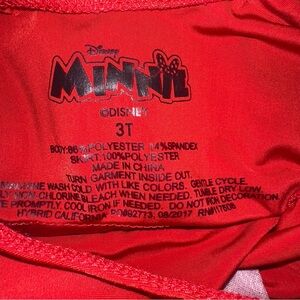 Disney
MINNIE
©DISNEY
3T
BODY:86%POLYESTER 14%SPANDEX
SKIRT:100%POLYESTER
MADE IN CHINA
TURN GARMENT INSIDE OUT.
MACHINE WASH COLD WITH LIKE COLORS. GENTLE CYCLE.
ONLY NON-CHLORINE BLEACH WHEN NEEDED. TUMBLE DRY LOW.
PROMPTLY. COOL IRON IF NEEDED. DO NOT IRON DECORATION
HYBRID CALIFORNIA 08/2017